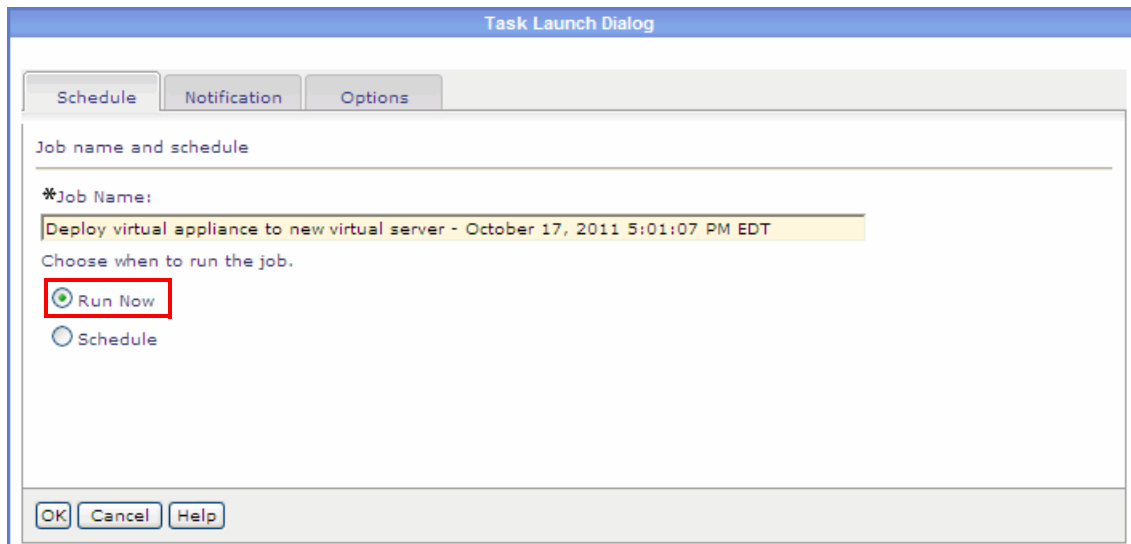 Task Launch Dialog
Schedule Notification Options
Job name and schedule
*Job Name:
Deploy virtual appliance to new virtual server - October 17, 2011 5:01:07 PM EDT
Choose when to run the job.
Run Now
Schedule
OK Cancel Help